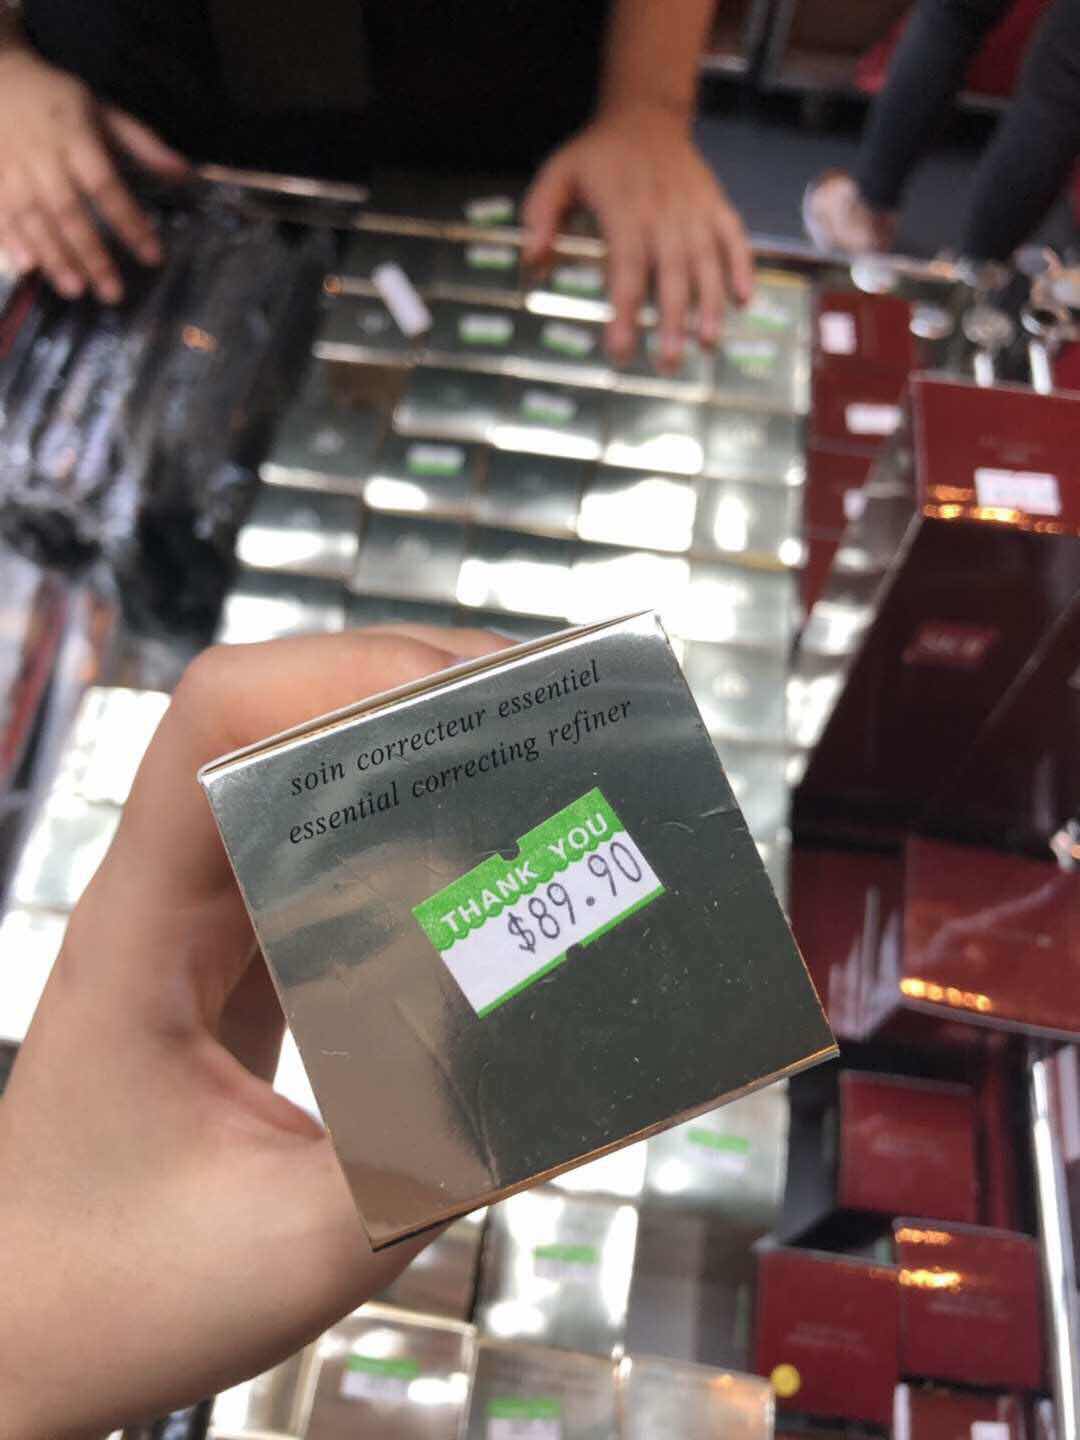 soin correcteur essentiel
essential correcting refiner
THANK YOU
$89.90